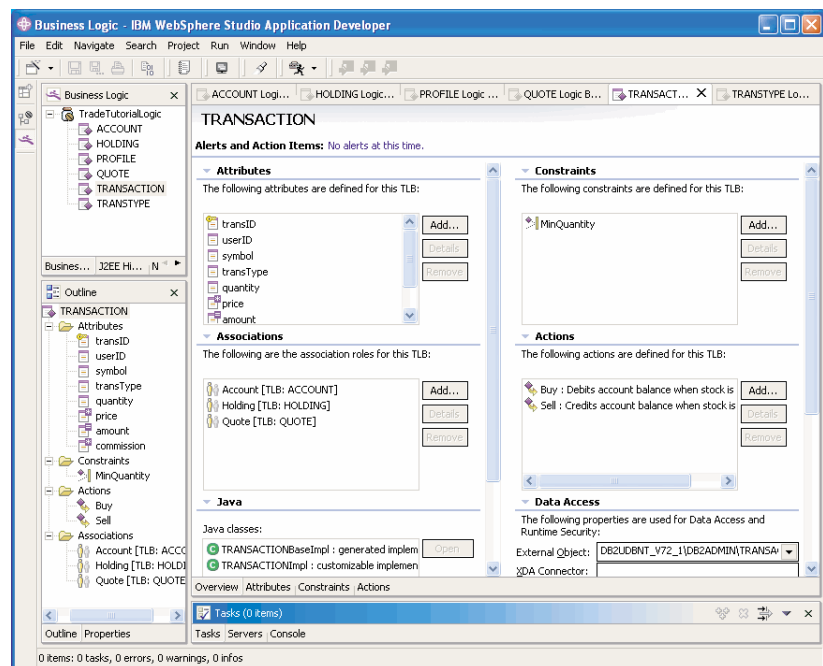 Business Logic - IBM WebSphere Studio Application Developer
File Edit Navigate Search Project Run Window Help
Business Logic
TradeTutorialLogic
ACCOUNT
HOLDING
PROFILE
QUOTE
TRANSACTION
TRANSTYPE
Busines... J2EE Hi... N
Outline
TRANSACTION
Attributes
transID
userID
symbol
transType
quantity
price
amount
commission
Constraints
MinQuantity
Actions
Buy
Sell
Associations
Account [TLB: ACCO
Holding [TLB: HOLDI
Quote [TLB: QUOTE
Outline Properties
ACCOUNT Logi... HOLDING Logic... PROFILE Logic ... QUOTE Logic B... TRANSACT... TRANSTYPE Lo...
TRANSACTION
Alerts and Action Items: No alerts at this time.
Attributes
The following attributes are defined for this TLB:
transID
userID
symbol
transType
quantity
price
amount
Add...
Details
Remove
Associations
The following are the association roles for this TLB:
Account [TLB: ACCOUNT]
Holding [TLB: HOLDING]
Quote [TLB: QUOTE]
Add...
Details
Remove
Java
Java classes:
TRANSACTIONBaseImpl : generated implem
TRANSACTIONImpl : customizable implemen
Open
Constraints
The following constraints are defined for this TLB:
MinQuantity
Add...
Details
Remove
Actions
The following actions are defined for this TLB:
Buy : Debits account balance when stock is
Sell : Credits account balance when stock is
Add...
Details
Remove
Data Access
The following properties are used for Data Access and
Runtime Security:
External Object: DB2UDBNT_V72_1\DB2ADMIN\TRANSA
XDA Connector:
Overview Attributes Constraints Actions
Tasks (0 items)
Tasks Servers Console
0 items: 0 tasks, 0 errors, 0 warnings, 0 infos